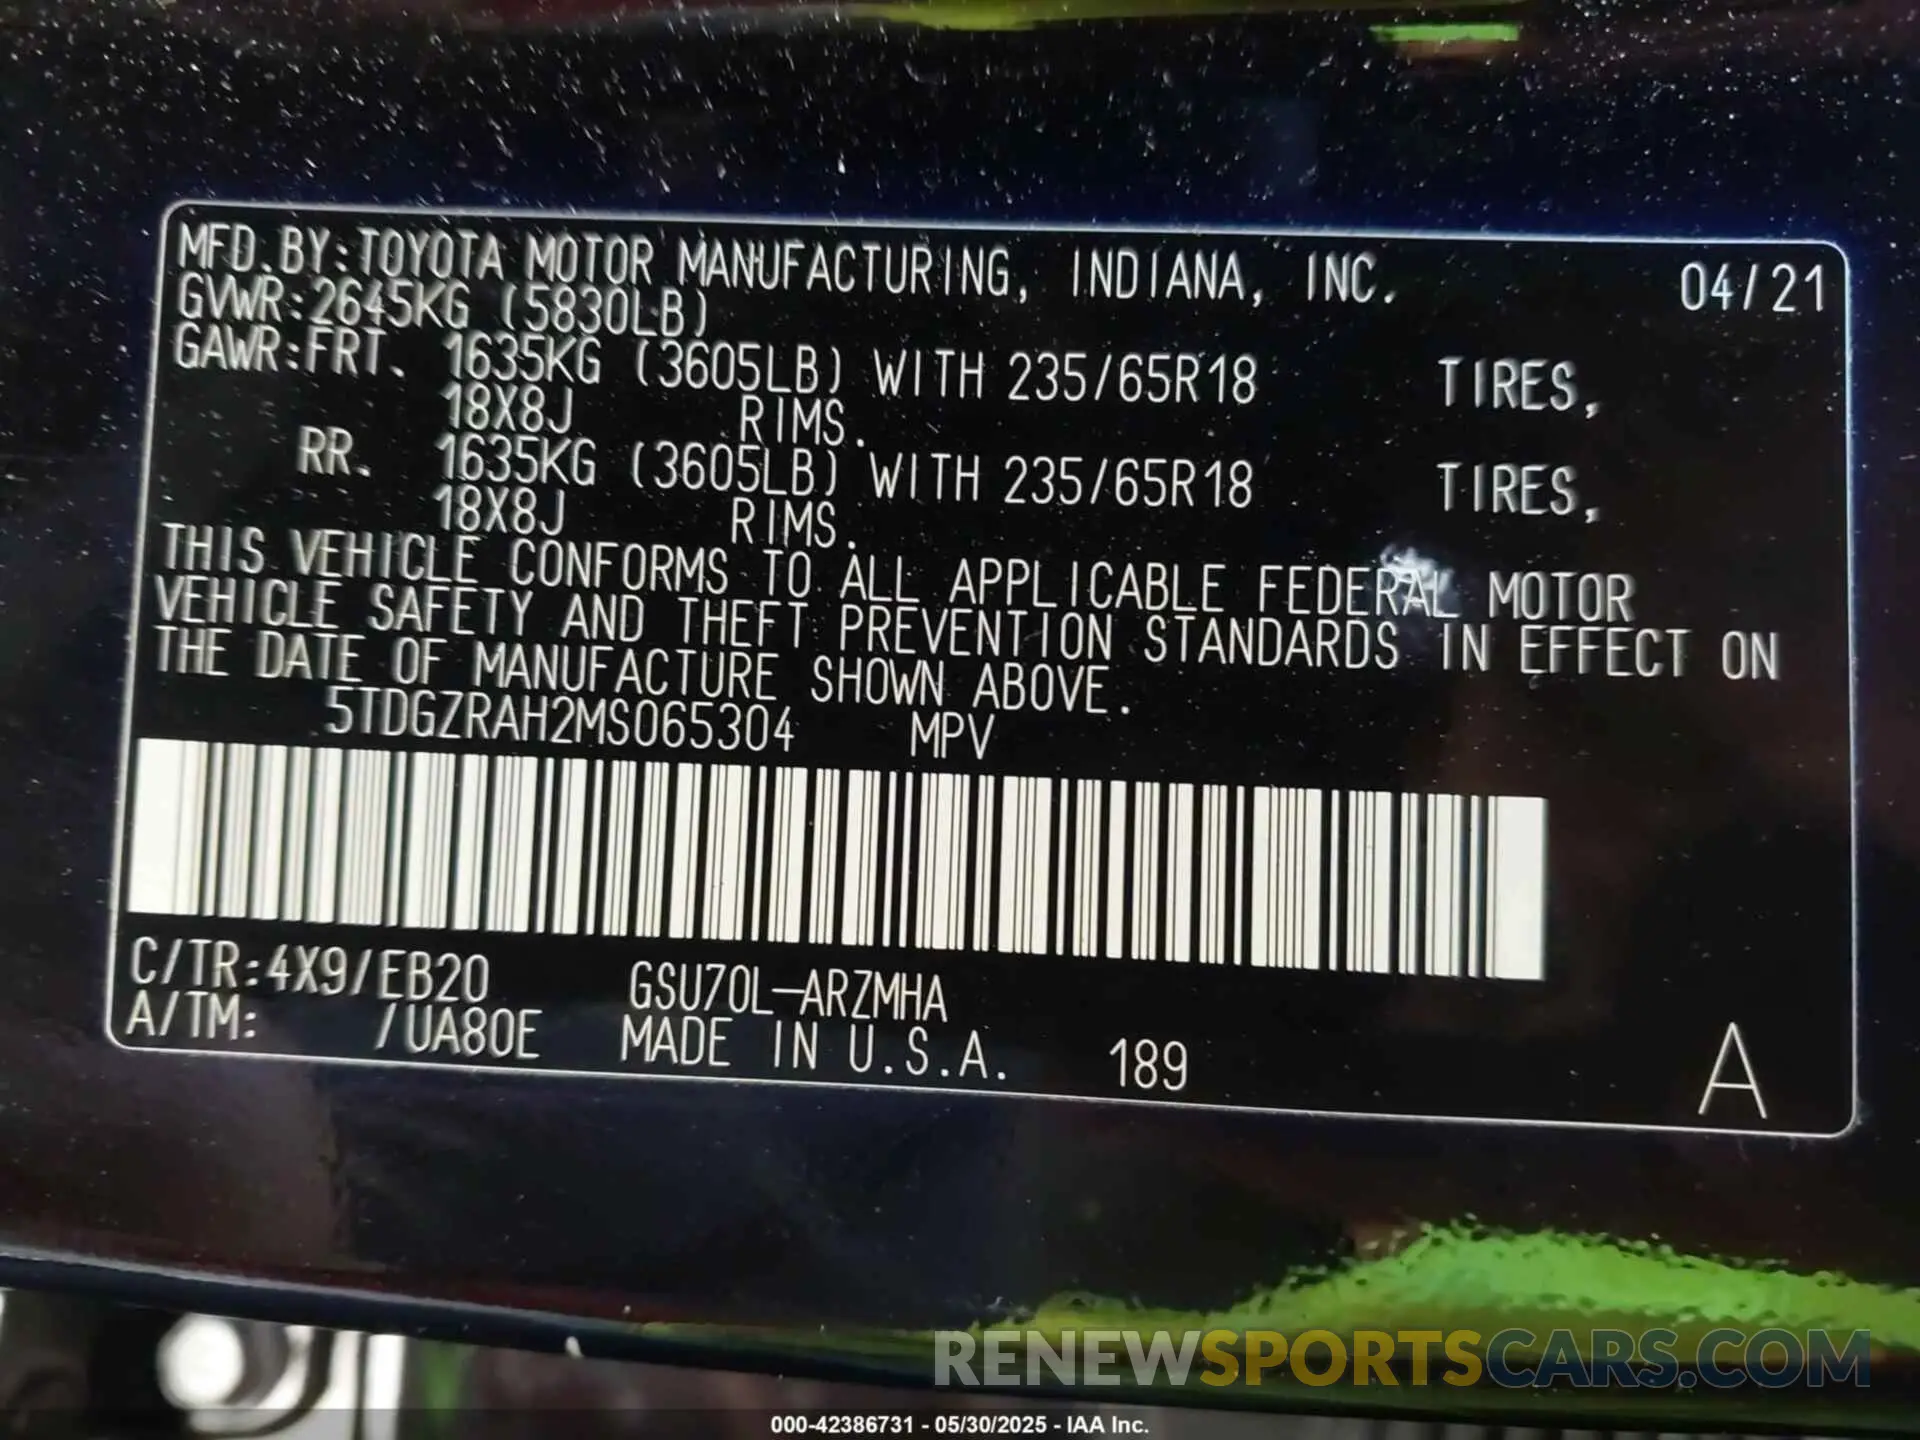 MFD. BY: TOYOTA MOTOR MANUFACTURING, INDIANA, INC. 04/21
GVWR: 2645KG (5830LB)
GAWR: FRT. 1635KG (3605LB) WITH 235/65R18 TIRES,
18X8J RIMS.
RR. 1635KG (3605LB) WITH 235/65R18 TIRES,
18X8J RIMS.
THIS VEHICLE CONFORMS TO ALL APPLICABLE FEDERAL MOTOR
VEHICLE SAFETY AND THEFT PREVENTION STANDARDS IN EFFECT ON
THE DATE OF MANUFACTURE SHOWN ABOVE.
5TDGZRAH2MS065304 MPV
C/TR: 4X9/EB20 GSU70L-ARZMHA
A/TM: /UA80E MADE IN U.S.A. 189 A
RENEWSPORTSCARS.COM
000-42386731 - 05/30/2025 - IAA Inc.